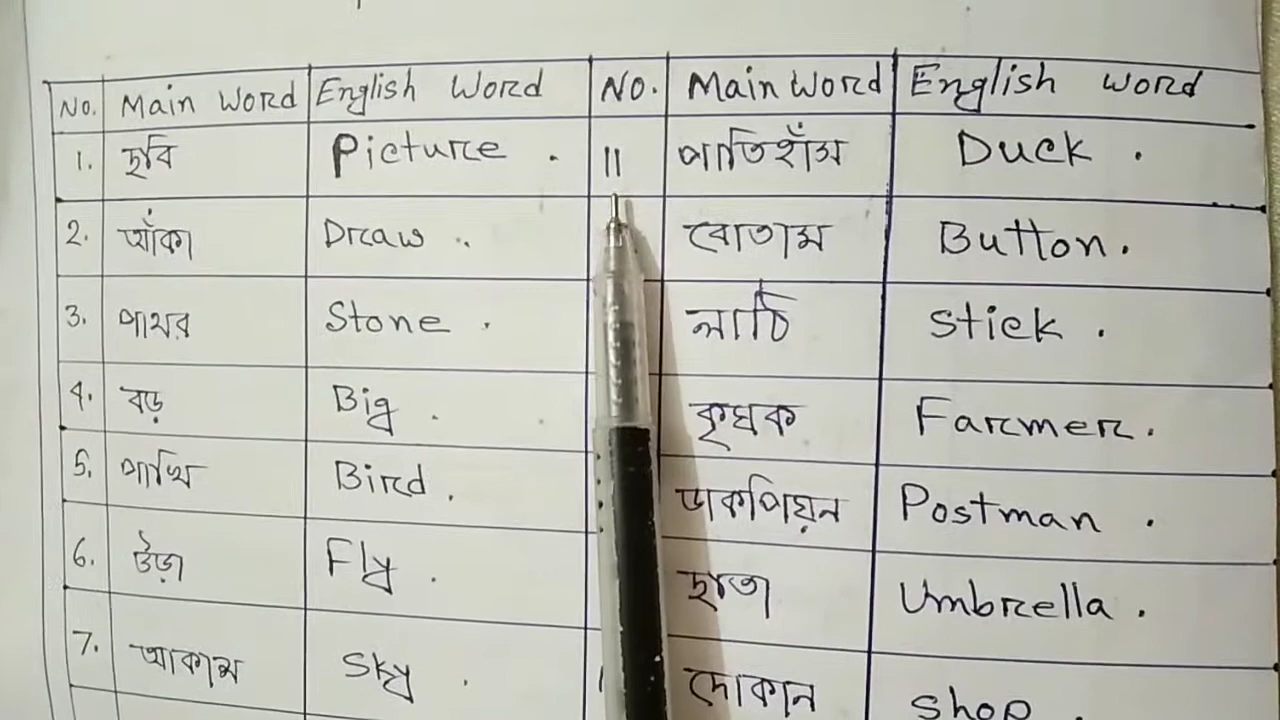 No. Main Word English Word No. Main Word English Word
1. ছবি Picture . 11 পাতিহাঁস Duck .
2. আঁকা Draw . বোতাম Button .
3. পাথর Stone . লাঠি Stick .
4. বড় Big . কৃষক Farmer .
5. পাখি Bird . ডাকপিয়ন Postman .
6. উড়া Fly . ছাতা Umbrella .
7. আকাশ Sky . দোকান Shop